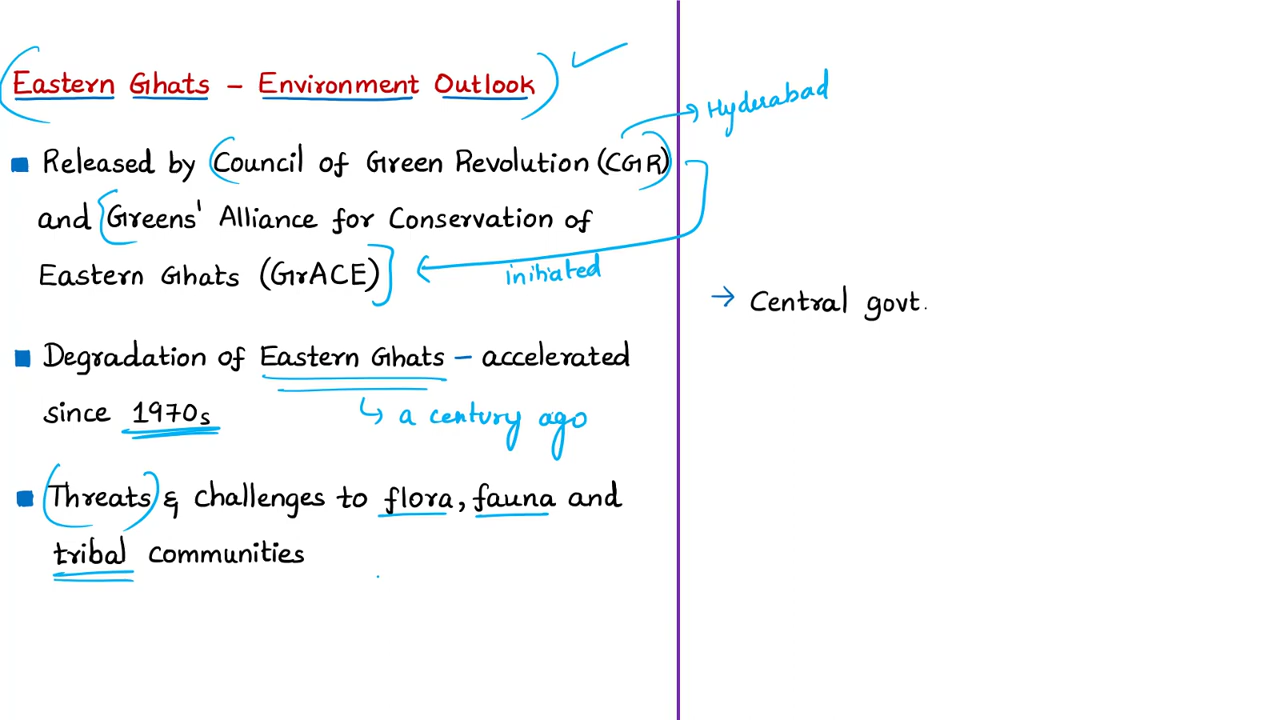 Eastern Ghats - Environment Outlook
Hyderabad
■ Released by Council of Green Revolution (CGR)
and Greens' Alliance for Conservation of
Eastern Ghats (GrACE)
initiated
→ Central govt.
■ Degradation of Eastern Ghats - accelerated
since 1970s
↳ a century ago
■ Threats & challenges to flora, fauna and
tribal communities